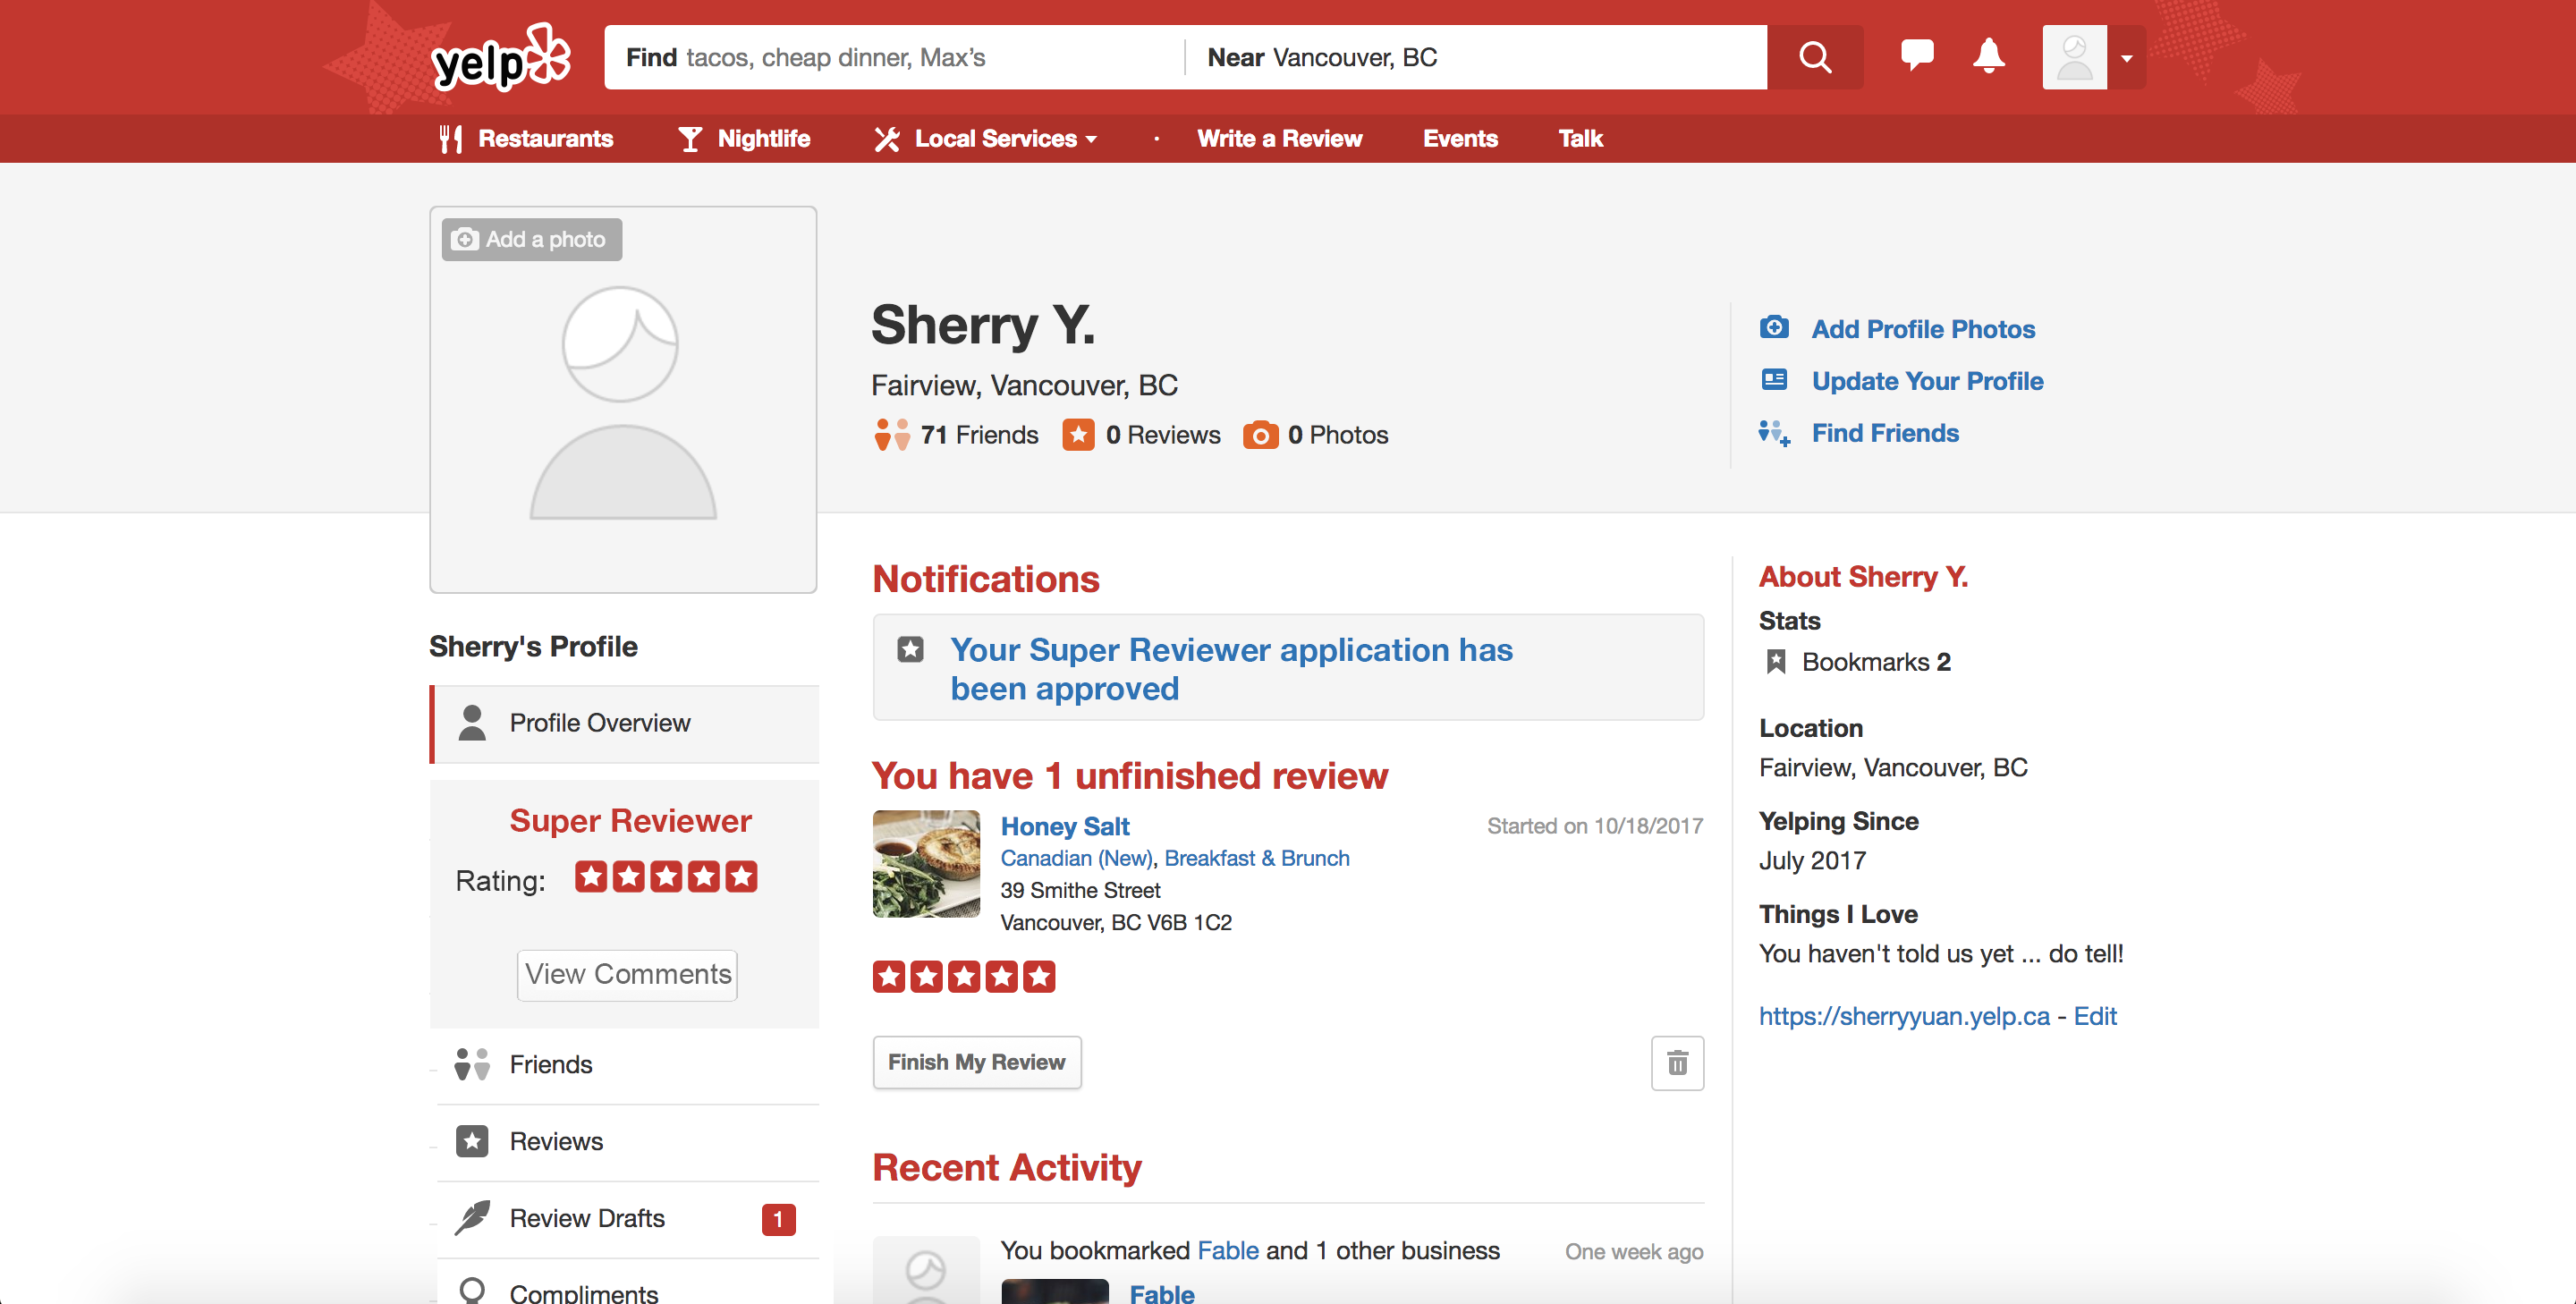 yelp
Find tacos, cheap dinner, Max's
Near Vancouver, BC
Restaurants
Nightlife
Local Services
Write a Review
Events
Talk
Add a photo
Sherry Y.
Fairview, Vancouver, BC
71 Friends 0 Reviews 0 Photos
Add Profile Photos
Update Your Profile
Find Friends
Sherry's Profile
Profile Overview
Super Reviewer
Rating:
View Comments
Friends
Reviews
Review Drafts 1
Compliments
Notifications
Your Super Reviewer application has
been approved
You have 1 unfinished review
Honey Salt
Started on 10/18/2017
Canadian (New), Breakfast & Brunch
39 Smithe Street
Vancouver, BC V6B 1C2
Finish My Review
Recent Activity
You bookmarked Fable and 1 other business
One week ago
Fable
About Sherry Y.
Stats
Bookmarks 2
Location
Fairview, Vancouver, BC
Yelping Since
July 2017
Things I Love
You haven't told us yet ... do tell!
https://sherryyuan.yelp.ca - Edit